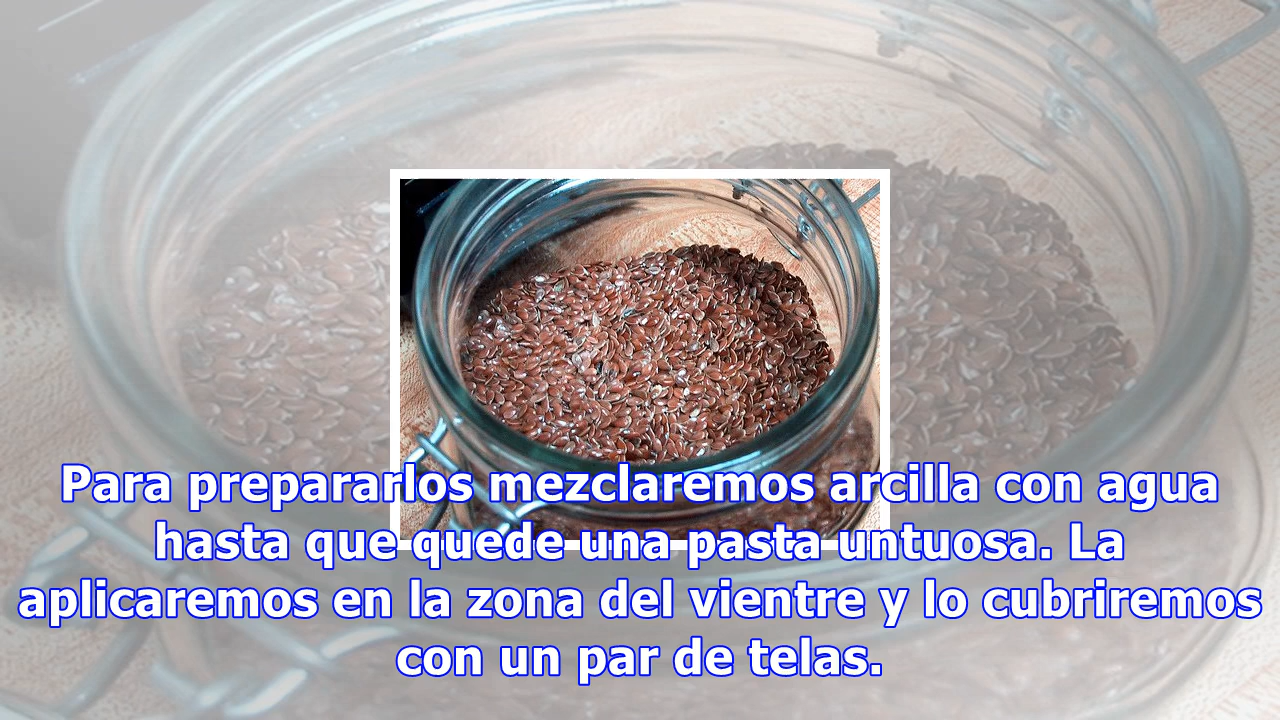 Para prepararlos mezclaremos arcilla con agua
hasta que quede una pasta untuosa. La
aplicaremos en la zona del vientre y lo cubriremos
con un par de telas.